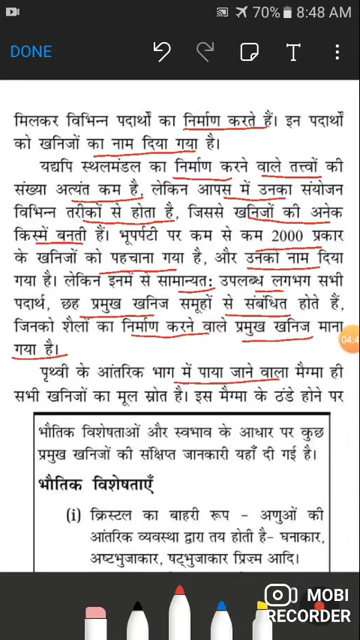 70% 8:48 AM
DONE
T
मिलकर विभिन्न पदार्थों का निर्माण करते हैं। इन पदार्थों
को खनिजों का नाम दिया गया है।
यद्यपि स्थलमंडल का निर्माण करने वाले तत्त्वों की
संख्या अत्यंत कम है, लेकिन आपस में उनका संयोजन
विभिन्न तरीकों से होता है, जिससे खनिजों की अनेक
किस्में बनती हैं। भूपर्पटी पर कम से कम 2000 प्रकार
के खनिजों को पहचाना गया है, और उनको नाम दिया
गया है। लेकिन इनमें से सामान्यत: उपलब्ध लगभग सभी
पदार्थ, छह प्रमुख खनिज समूहों से संबंधित होते हैं,
जिनको शैलों का निर्माण करने वाले प्रमुख खनिज माना
गया है।
04:4
पृथ्वी के आंतरिक भाग में पाया जाने वाला मैग्मा ही
सभी खनिजों का मूल स्रोत है। इस मैग्मा के ठंडे होने पर
भौतिक विशेषताओं और स्वभाव के आधार पर कुछ
प्रमुख खनिजों की संक्षिप्त जानकारी यहाँ दी गई है।
भौतिक विशेषताएँ
(i) क्रिस्टल का बाहरी रूप – अणुओं की
आंतरिक व्यवस्था द्वारा तय होती है- घनाकार,
अष्टभुजाकार, षट्भुजाकार प्रिज़्म आदि।
MOBI
RECORDER